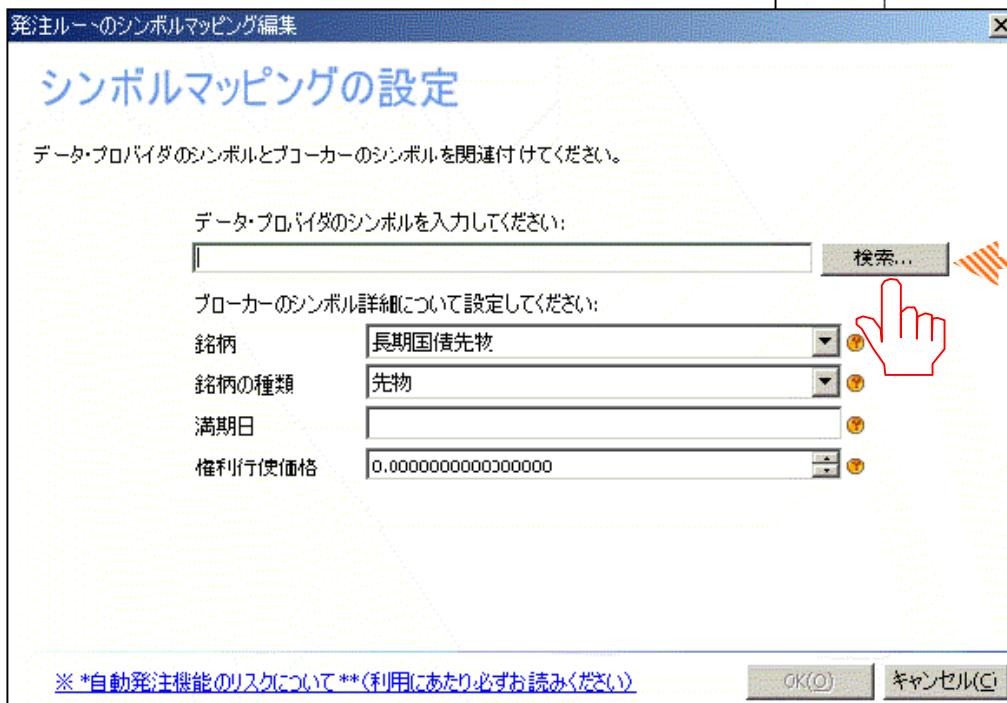 発注ルートのシンボルマッピング編集
シンボルマッピングの設定
データ・プロバイダのシンボルとブローカーのシンボルを関連付けてください。
データ・プロバイダのシンボルを入力してください:
検索...
ブローカーのシンボル詳細について設定してください:
銘柄 長期国債先物
銘柄の種類 先物
満期日
権利行使価格 0.0000000000000000
※ *自動発注機能のリスクについて**(利用にあたり必ずお読みください)
OK(O) キャンセル(C)